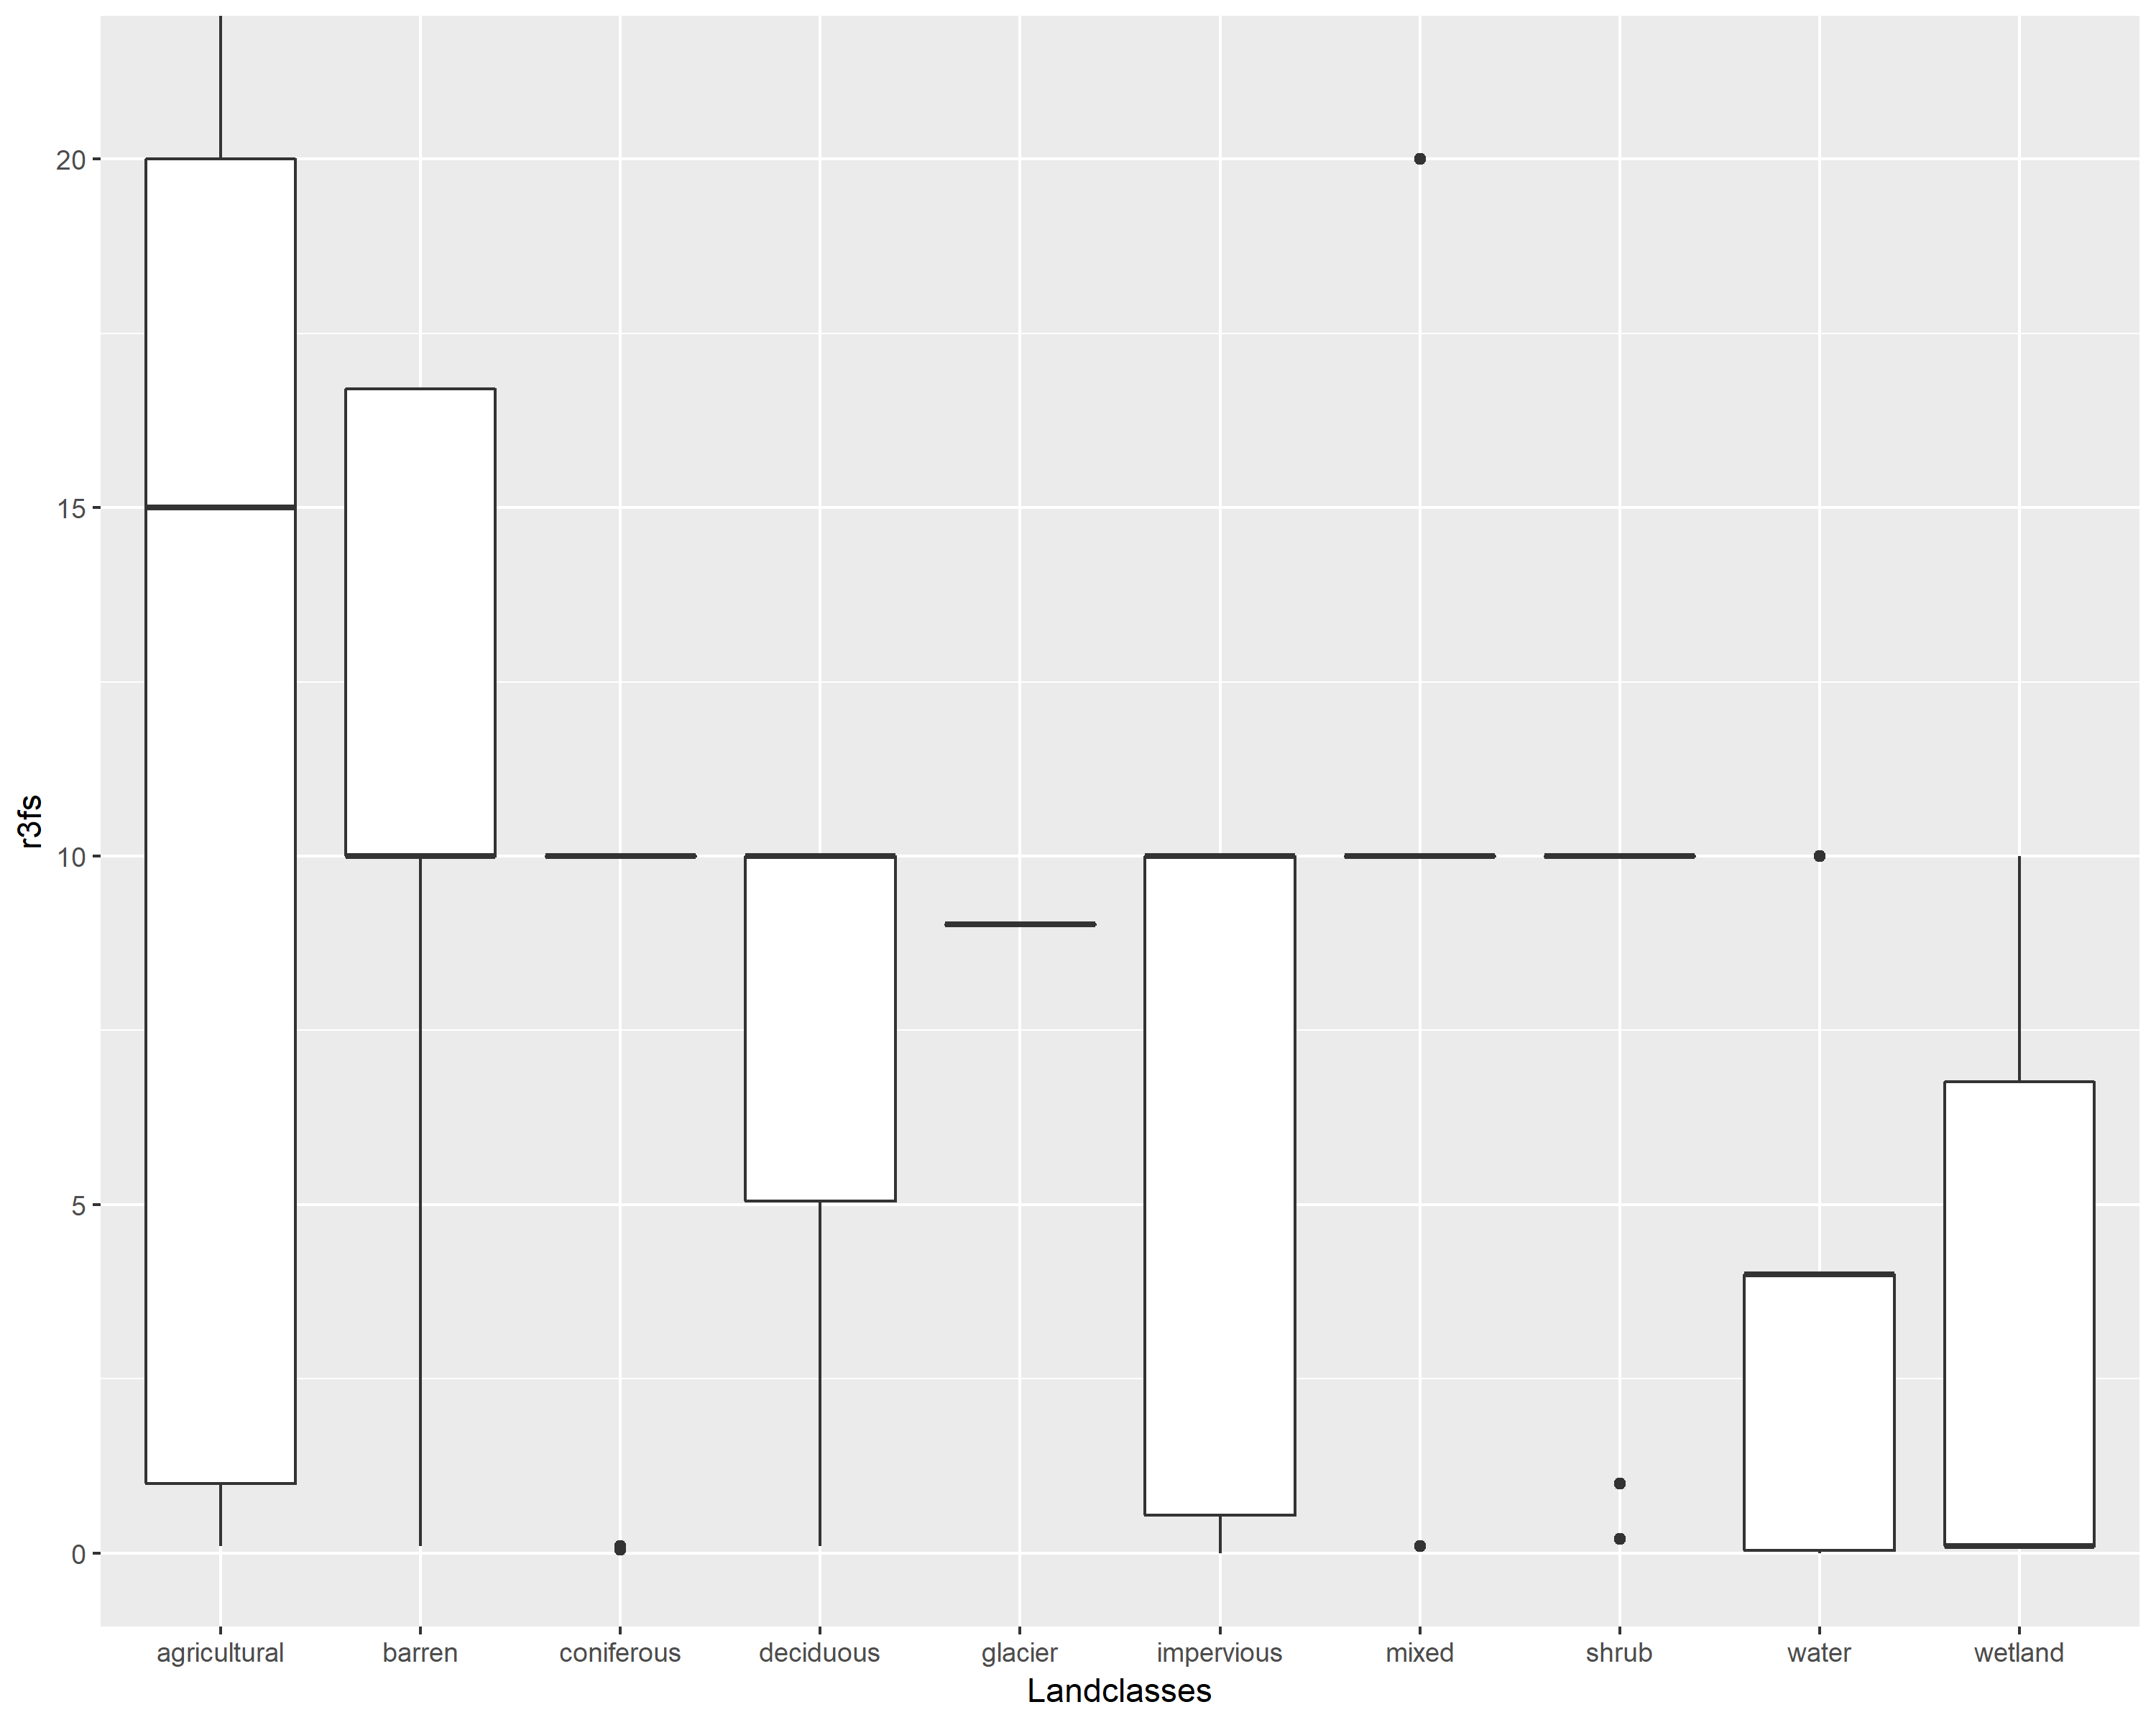 r3fs
20
15
10
5
0
agricultural barren coniferous deciduous glacier impervious mixed shrub water wetland
Landclasses